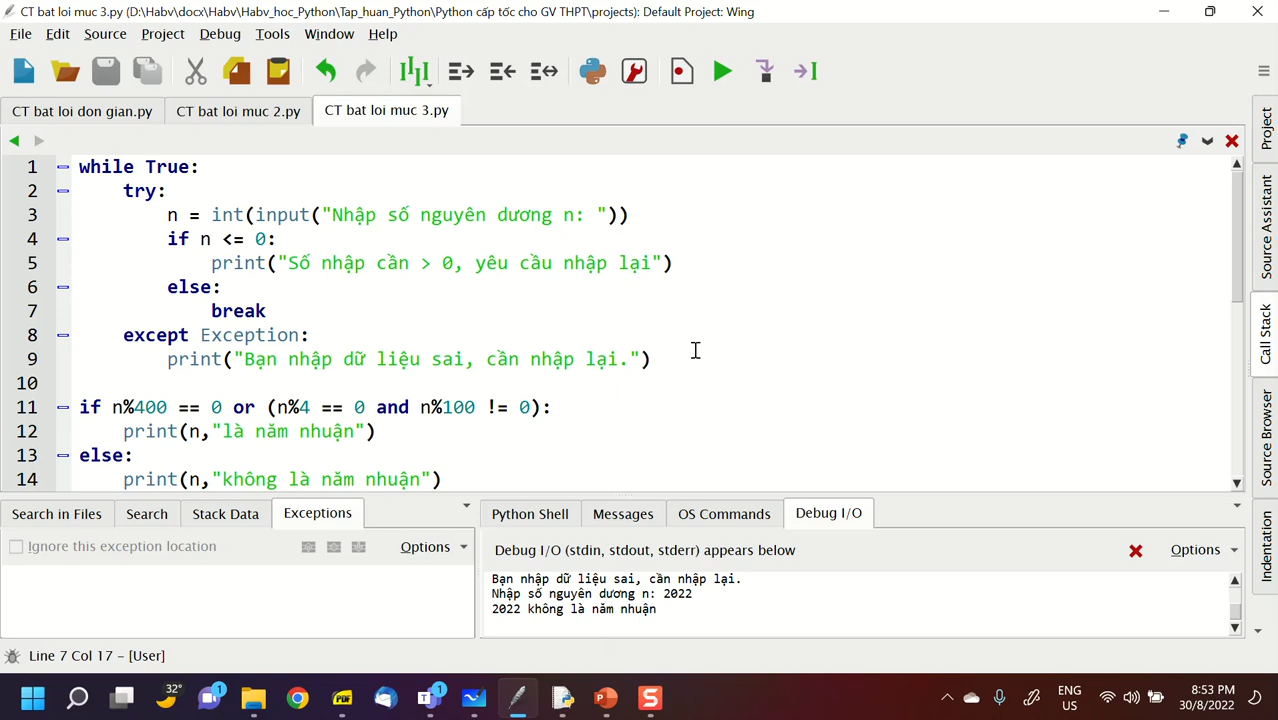 CT bat loi muc 3.py (D:\Habv\docx\Habv\Habv_hoc_Python\Tap_huan_Python\Python cấp tốc cho GV THPT\projects): Default Project: Wing
File Edit Source Project Debug Tools Window Help
CT bat loi don gian.py CT bat loi muc 2.py CT bat loi muc 3.py
1 while True:
2 try:
3 n = int(input("Nhập số nguyên dương n: "))
4 if n <= 0:
5 print("Số nhập cần > 0, yêu cầu nhập lại")
6 else:
7 break
8 except Exception:
9 print("Bạn nhập dữ liệu sai, cần nhập lại.")
10
11 if n%400 == 0 or (n%4 == 0 and n%100 != 0):
12 print(n,"là năm nhuận")
13 else:
14 print(n,"không là năm nhuận")
Project
Source Assistant
Call Stack
Source Browser
Indentation
Search in Files Search Stack Data Exceptions
Ignore this exception location Options
Python Shell Messages OS Commands Debug I/O
Debug I/O (stdin, stdout, stderr) appears below Options
Bạn nhập dữ liệu sai, cần nhập lại.
Nhập số nguyên dương n: 2022
2022 không là năm nhuận
Line 7 Col 17 - [User]
32°
1
PDF
1
ENG
US
8:53 PM
30/8/2022